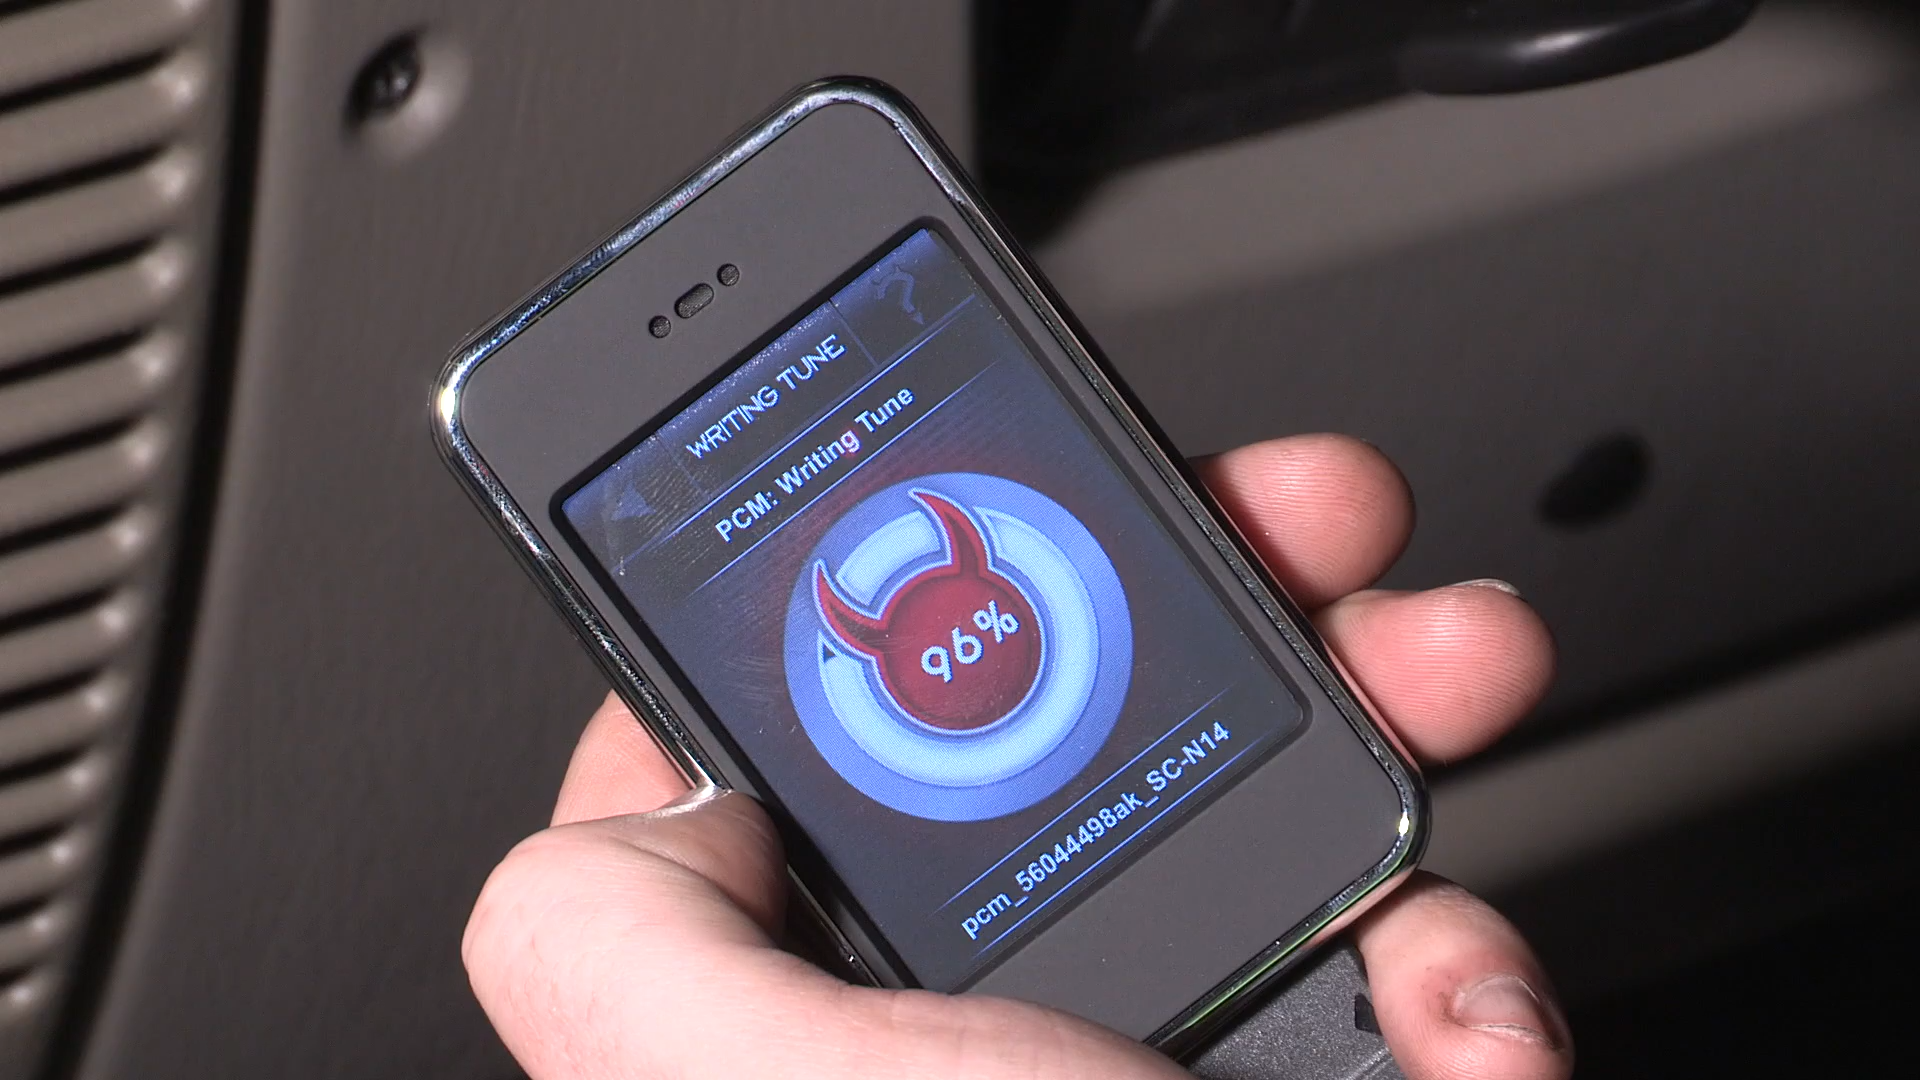 WRITING TUNE ?
PCM: Writing Tune
96%
pcm_56044498ak_SC-N14